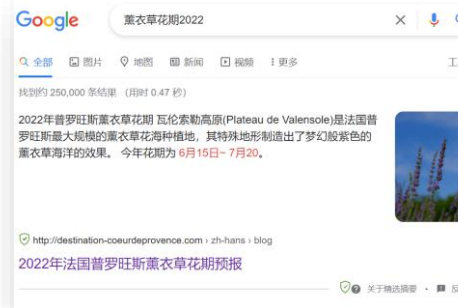 Google
薰衣草花期2022
全部 图片 地图 新闻 视频 更多
找到约 250,000 条结果 (用时 0.47 秒)
2022年普罗旺斯薰衣草花期 瓦伦索勒高原(Plateau de Valensole)是法国普
罗旺斯最大规模的薰衣草花海种植地，其特殊地形制造出了梦幻般紫色的
薰衣草海洋的效果。 今年花期为 6月15日~ 7月20。
http://destination-coeurdeprovence.com › zh-hans › blog
2022年法国普罗旺斯薰衣草花期预报
关于精选摘要